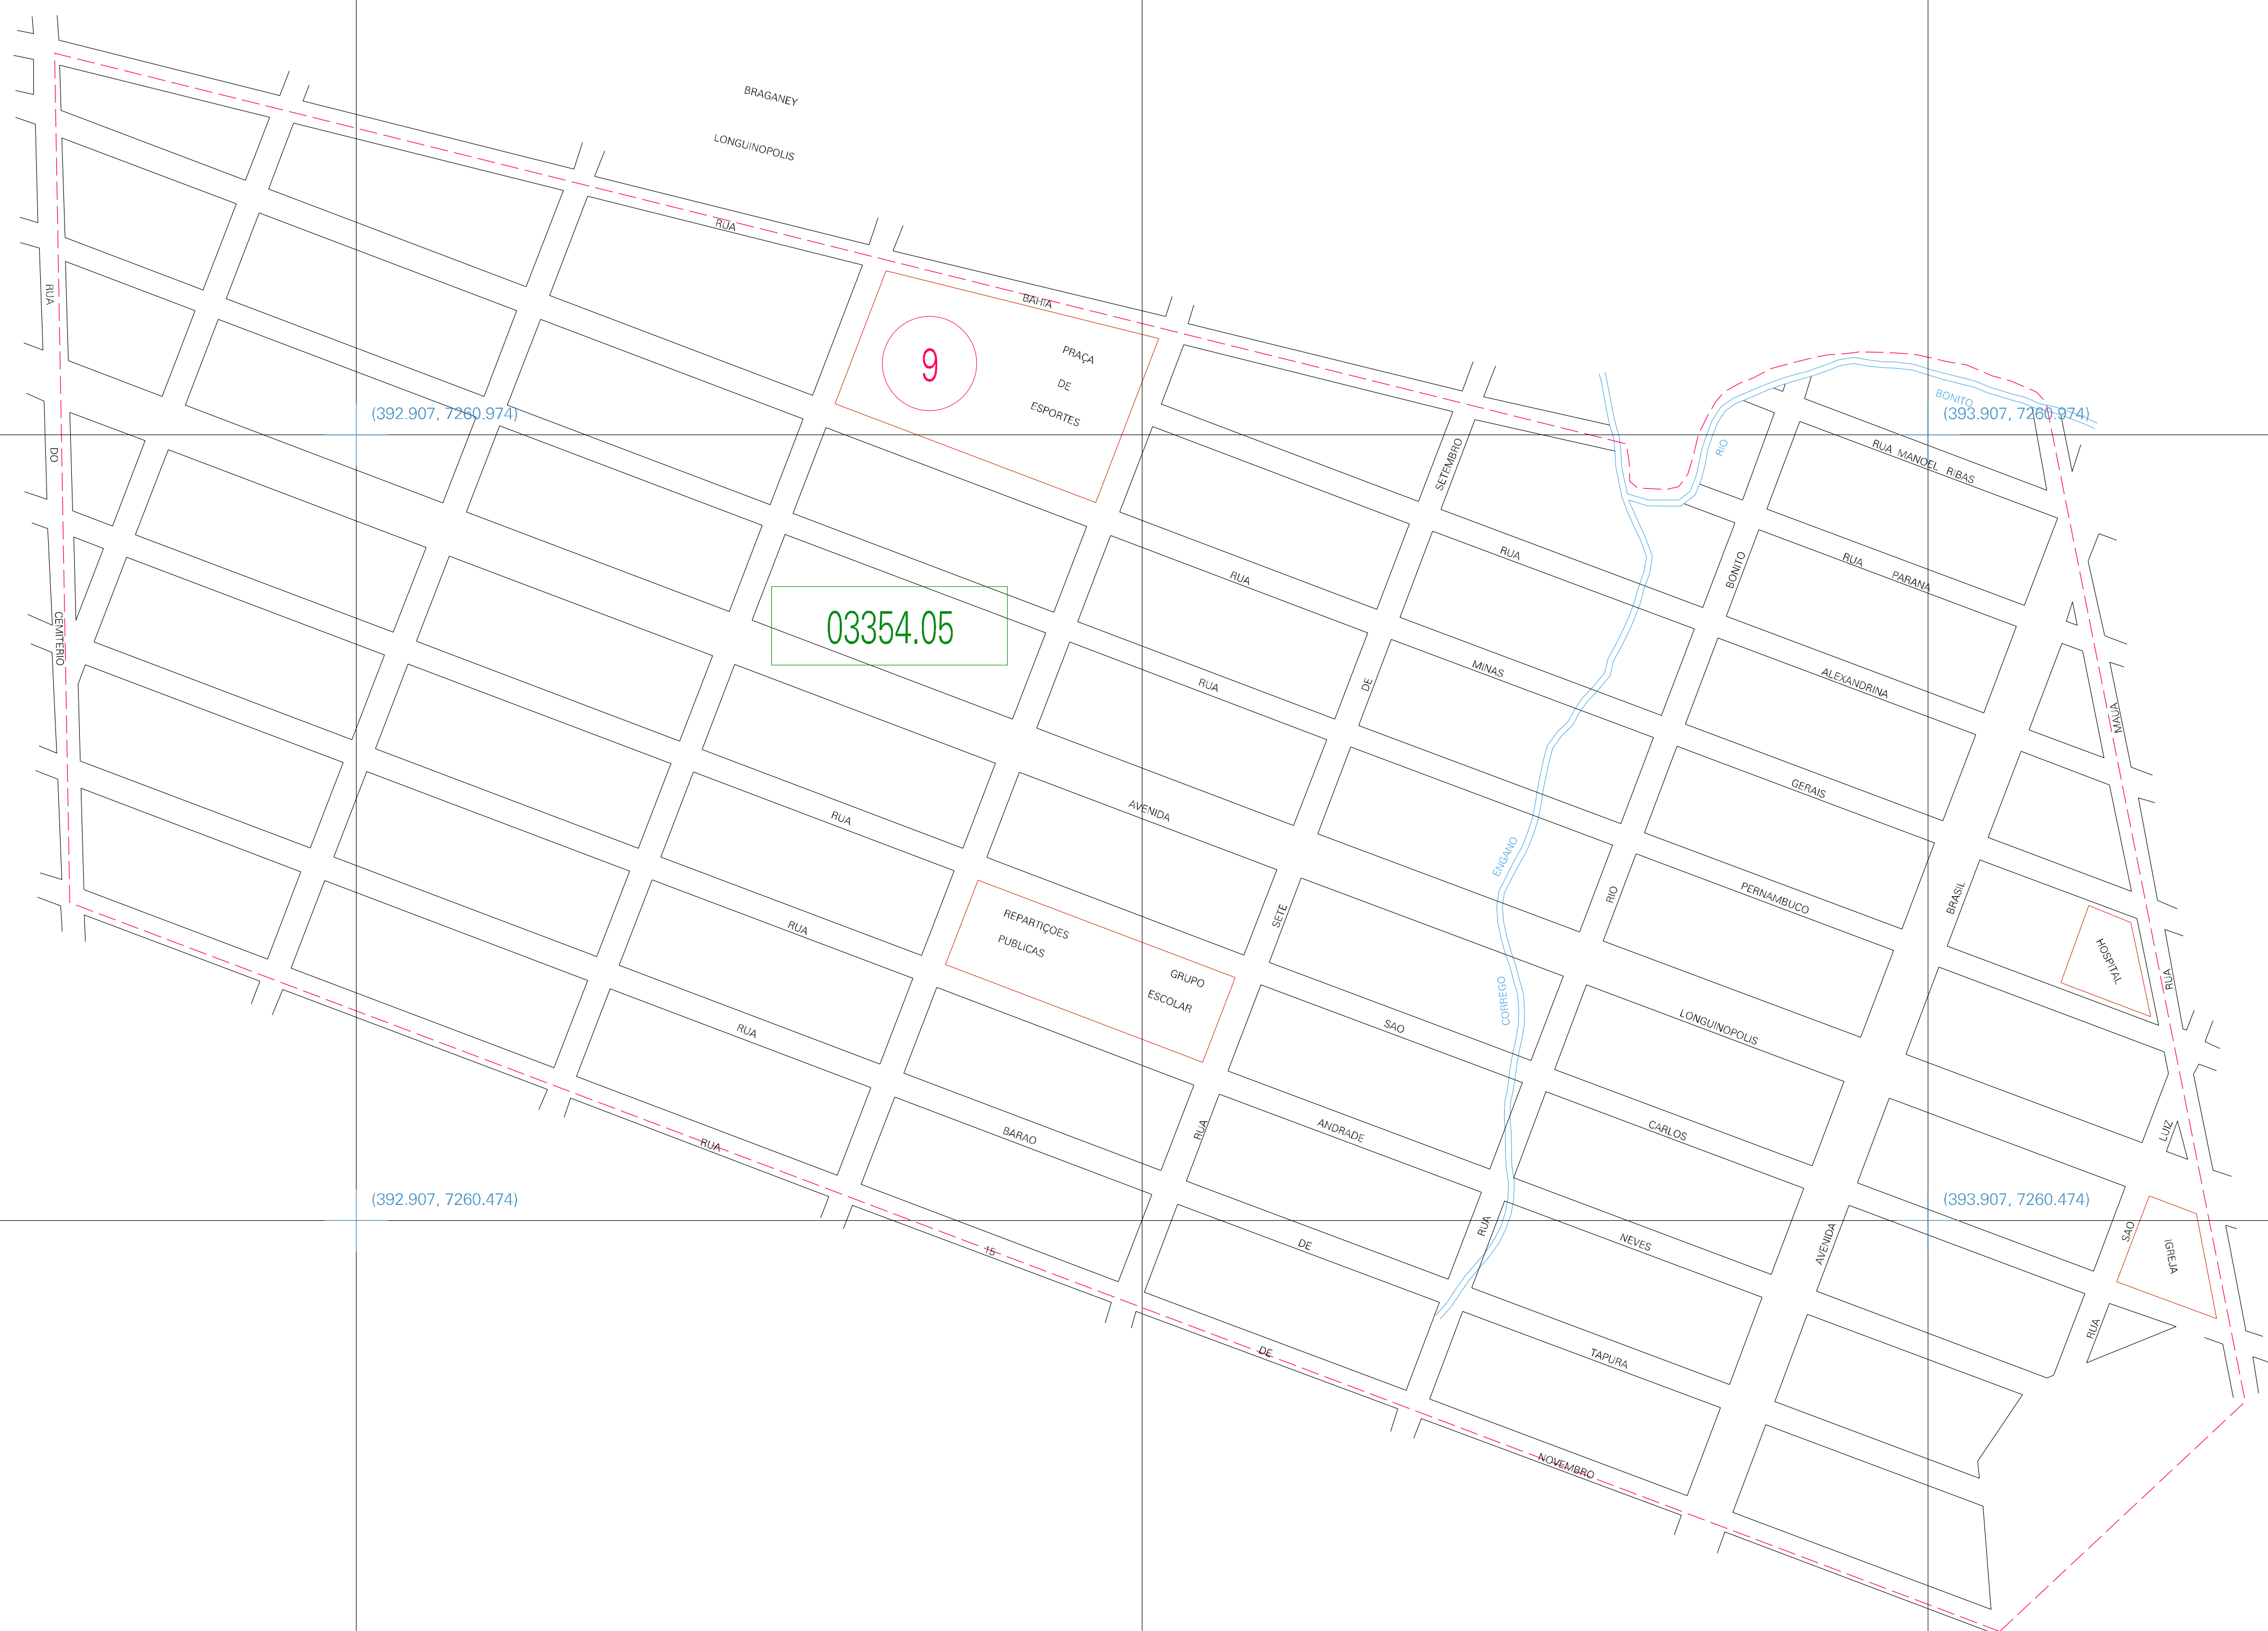 BRAGANEY
LONGUINOPOLIS
RUA
BAHIA
9
PRAÇA
DE
ESPORTES
RUA
DO
CEMITERIO
(392.907, 7260.974)
(393.907, 7260.974)
BONITO
RIO
RUA MANOEL RIBAS
SETEMBRO
RUA
RUA PARANA
BONITO
03354.05
RUA
RUA
MINAS
DE
ALEXANDRINA
MAUA
GERAIS
AVENIDA
RUA
ENGANO
PERNAMBUCO
RIO
BRASIL
SETE
RUA
REPARTIÇOES
PUBLICAS
GRUPO
ESCOLAR
HOSPITAL
RUA
CORREGO
SAO
LONGUINOPOLIS
RUA
BARAO
RUA
ANDRADE
CARLOS
LUIZ
RUA
(392.907, 7260.474)
(393.907, 7260.474)
15
DE
RUA
NEVES
AVENIDA
SAO
IGREJA
RUA
DE
TAPURA
NOVEMBRO